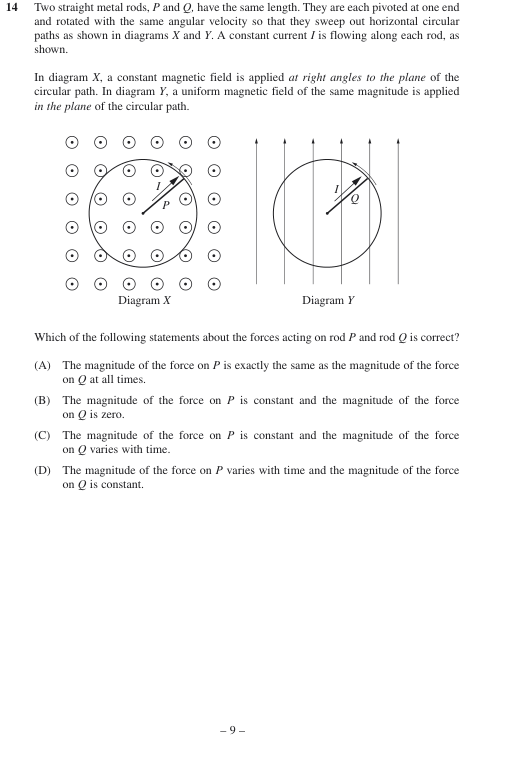 14 Two straight metal rods, P and Q, have the same length. They are each pivoted at one end
and rotated with the same angular velocity so that they sweep out horizontal circular
paths as shown in diagrams X and Y. A constant current I is flowing along each rod, as
shown.
In diagram X, a constant magnetic field is applied at right angles to the plane of the
circular path. In diagram Y, a uniform magnetic field of the same magnitude is applied
in the plane of the circular path.
I
P
Diagram X
I
Q
Diagram Y
Which of the following statements about the forces acting on rod P and rod Q is correct?
(A) The magnitude of the force on P is exactly the same as the magnitude of the force
on Q at all times.
(B) The magnitude of the force on P is constant and the magnitude of the force
on Q is zero.
(C) The magnitude of the force on P is constant and the magnitude of the force
on Q varies with time.
(D) The magnitude of the force on P varies with time and the magnitude of the force
on Q is constant.
– 9 –